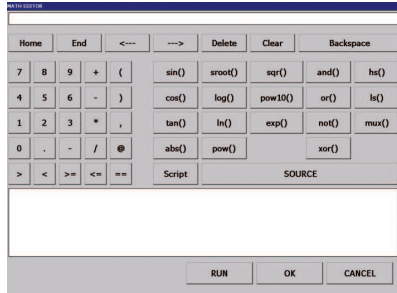 MATH EDITOR
Home End <--- ---> Delete Clear Backspace
7 8 9 + ( sin() sroot() sqr() and() hs()
4 5 6 - ) cos() log() pow10() or() ls()
1 2 3 * , tan() ln() exp() not() mux()
0 . - / @ abs() pow() xor()
> < >= <= == Script SOURCE
RUN OK CANCEL